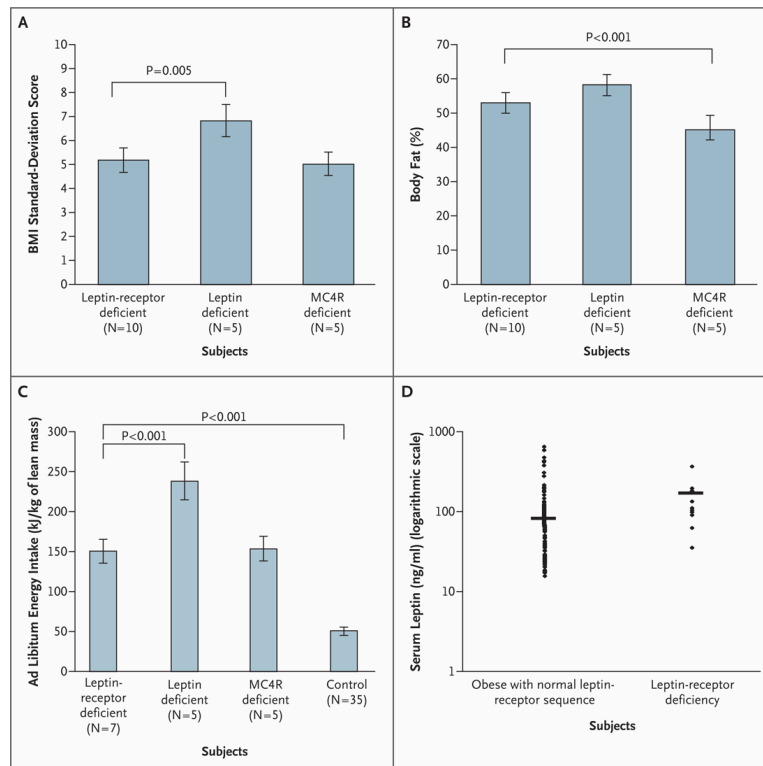 A
BMI Standard-Deviation Score
10
9
8
7
6
5
4
3
2
1
0
P=0.005
Leptin-receptor
deficient
(N=10)
Leptin
deficient
(N=5)
MC4R
deficient
(N=5)
Subjects
B
Body Fat (%)
70
60
50
40
30
20
10
0
P<0.001
Leptin-receptor
deficient
(N=10)
Leptin
deficient
(N=5)
MC4R
deficient
(N=5)
Subjects
C
Ad Libitum Energy Intake (kJ/kg of lean mass)
300
250
200
150
100
50
0
P<0.001
P<0.001
Leptin-
receptor
deficient
(N=7)
Leptin
deficient
(N=5)
MC4R
deficient
(N=5)
Control
(N=35)
Subjects
D
Serum Leptin (ng/ml) (logarithmic scale)
1000
100
10
1
Obese with normal leptin-
receptor sequence
Leptin-receptor
deficiency
Subjects